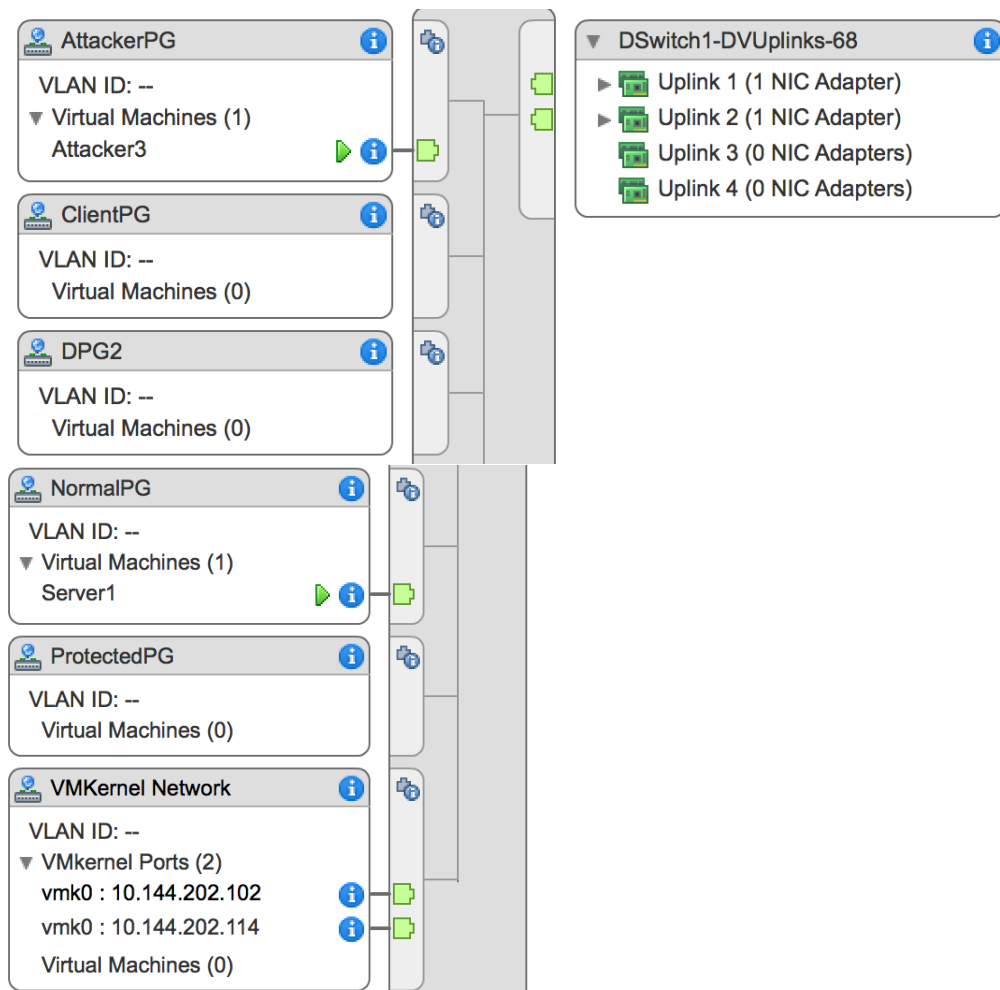 AttackerPG
VLAN ID: --
Virtual Machines (1)
Attacker3
ClientPG
VLAN ID: --
Virtual Machines (0)
DPG2
VLAN ID: --
Virtual Machines (0)
NormalPG
VLAN ID: --
Virtual Machines (1)
Server1
ProtectedPG
VLAN ID: --
Virtual Machines (0)
VMKernel Network
VLAN ID: --
VMkernel Ports (2)
vmk0 : 10.144.202.102
vmk0 : 10.144.202.114
Virtual Machines (0)
DSwitch1-DVUplinks-68
Uplink 1 (1 NIC Adapter)
Uplink 2 (1 NIC Adapter)
Uplink 3 (0 NIC Adapters)
Uplink 4 (0 NIC Adapters)